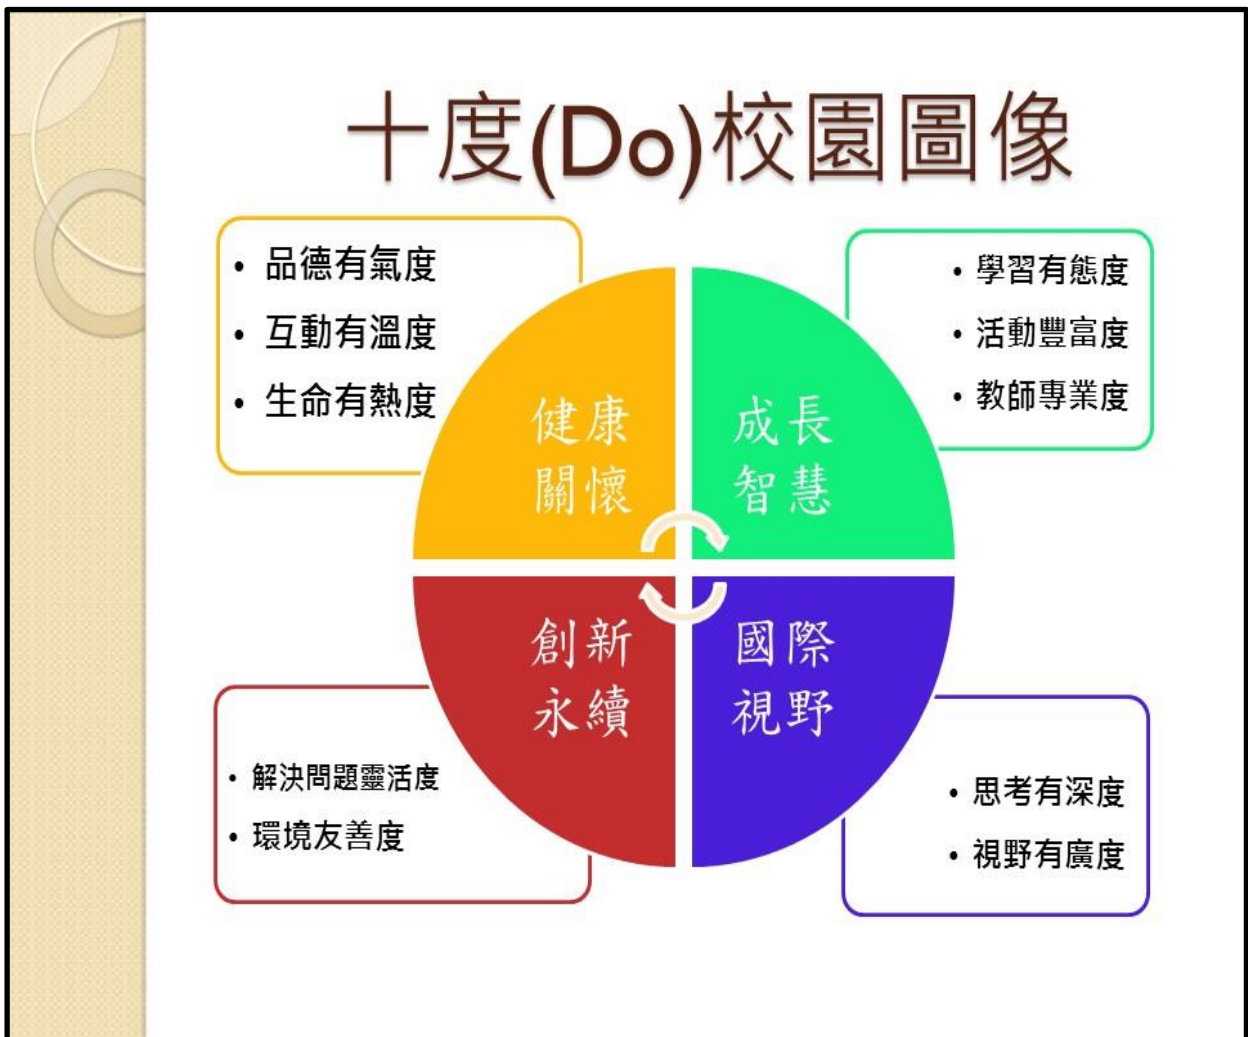 十度(Do)校園圖像
• 品德有氣度
• 互動有溫度
• 生命有熱度
• 學習有態度
• 活動豐富度
• 教師專業度
健康
關懷
成長
智慧
創新
永續
國際
視野
• 解決問題靈活度
• 環境友善度
• 思考有深度
• 視野有廣度